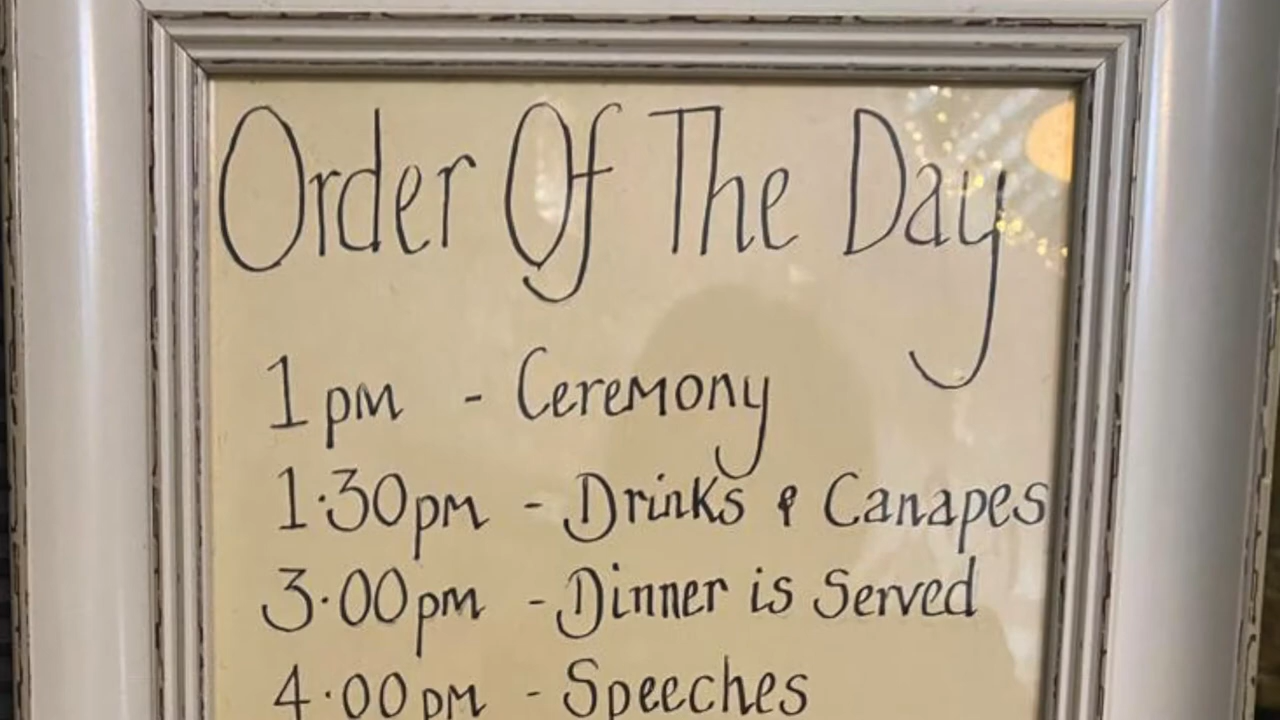 Order Of The Day
1pm - Ceremony
1.30pm - Drinks & Canapes
3.00pm - Dinner is Served
4.00pm - Speeches